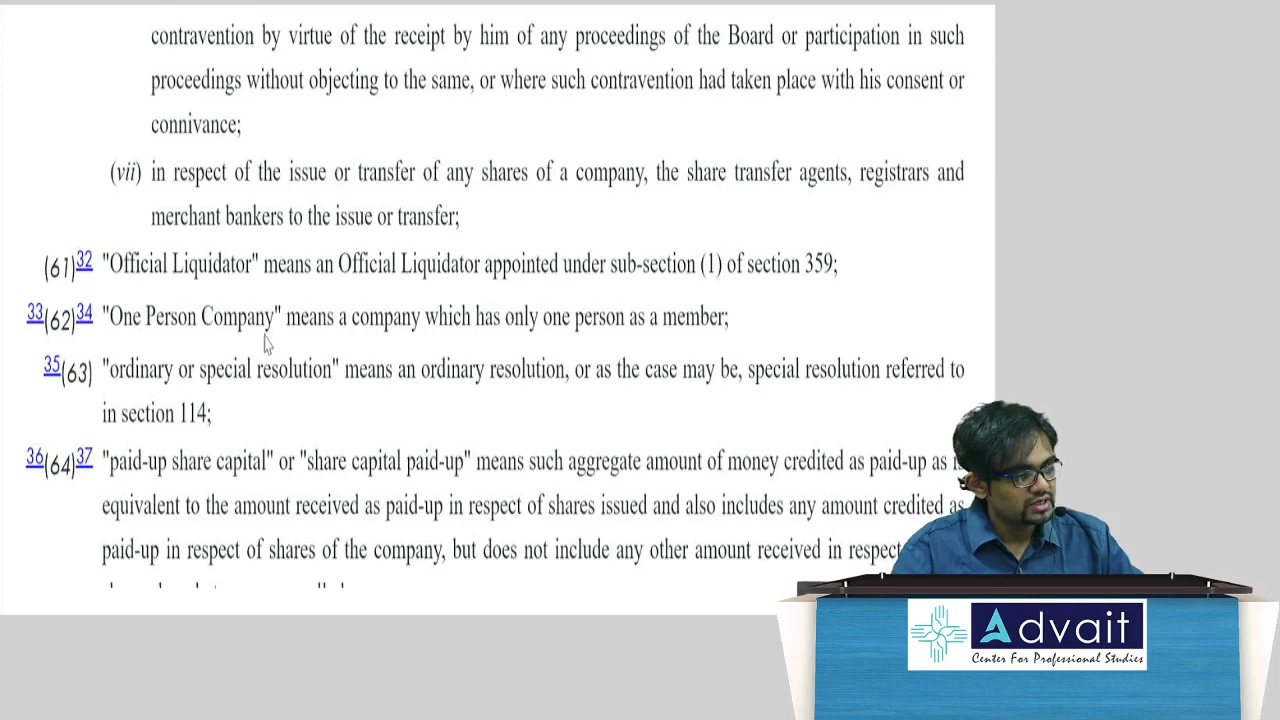 contravention by virtue of the receipt by him of any proceedings of the Board or participation in such
proceedings without objecting to the same, or where such contravention had taken place with his consent or
connivance;
(vii) in respect of the issue or transfer of any shares of a company, the share transfer agents, registrars and
merchant bankers to the issue or transfer;
(61)32 "Official Liquidator" means an Official Liquidator appointed under sub-section (1) of section 359;
33(62)34 "One Person Company" means a company which has only one person as a member;
35(63) "ordinary or special resolution" means an ordinary resolution, or as the case may be, special resolution referred to
in section 114;
36(64)37 "paid-up share capital" or "share capital paid-up" means such aggregate amount of money credited as paid-up as
equivalent to the amount received as paid-up in respect of shares issued and also includes any amount credited as
paid-up in respect of shares of the company, but does not include any other amount received in respect
Advait
Center For Professional Studies